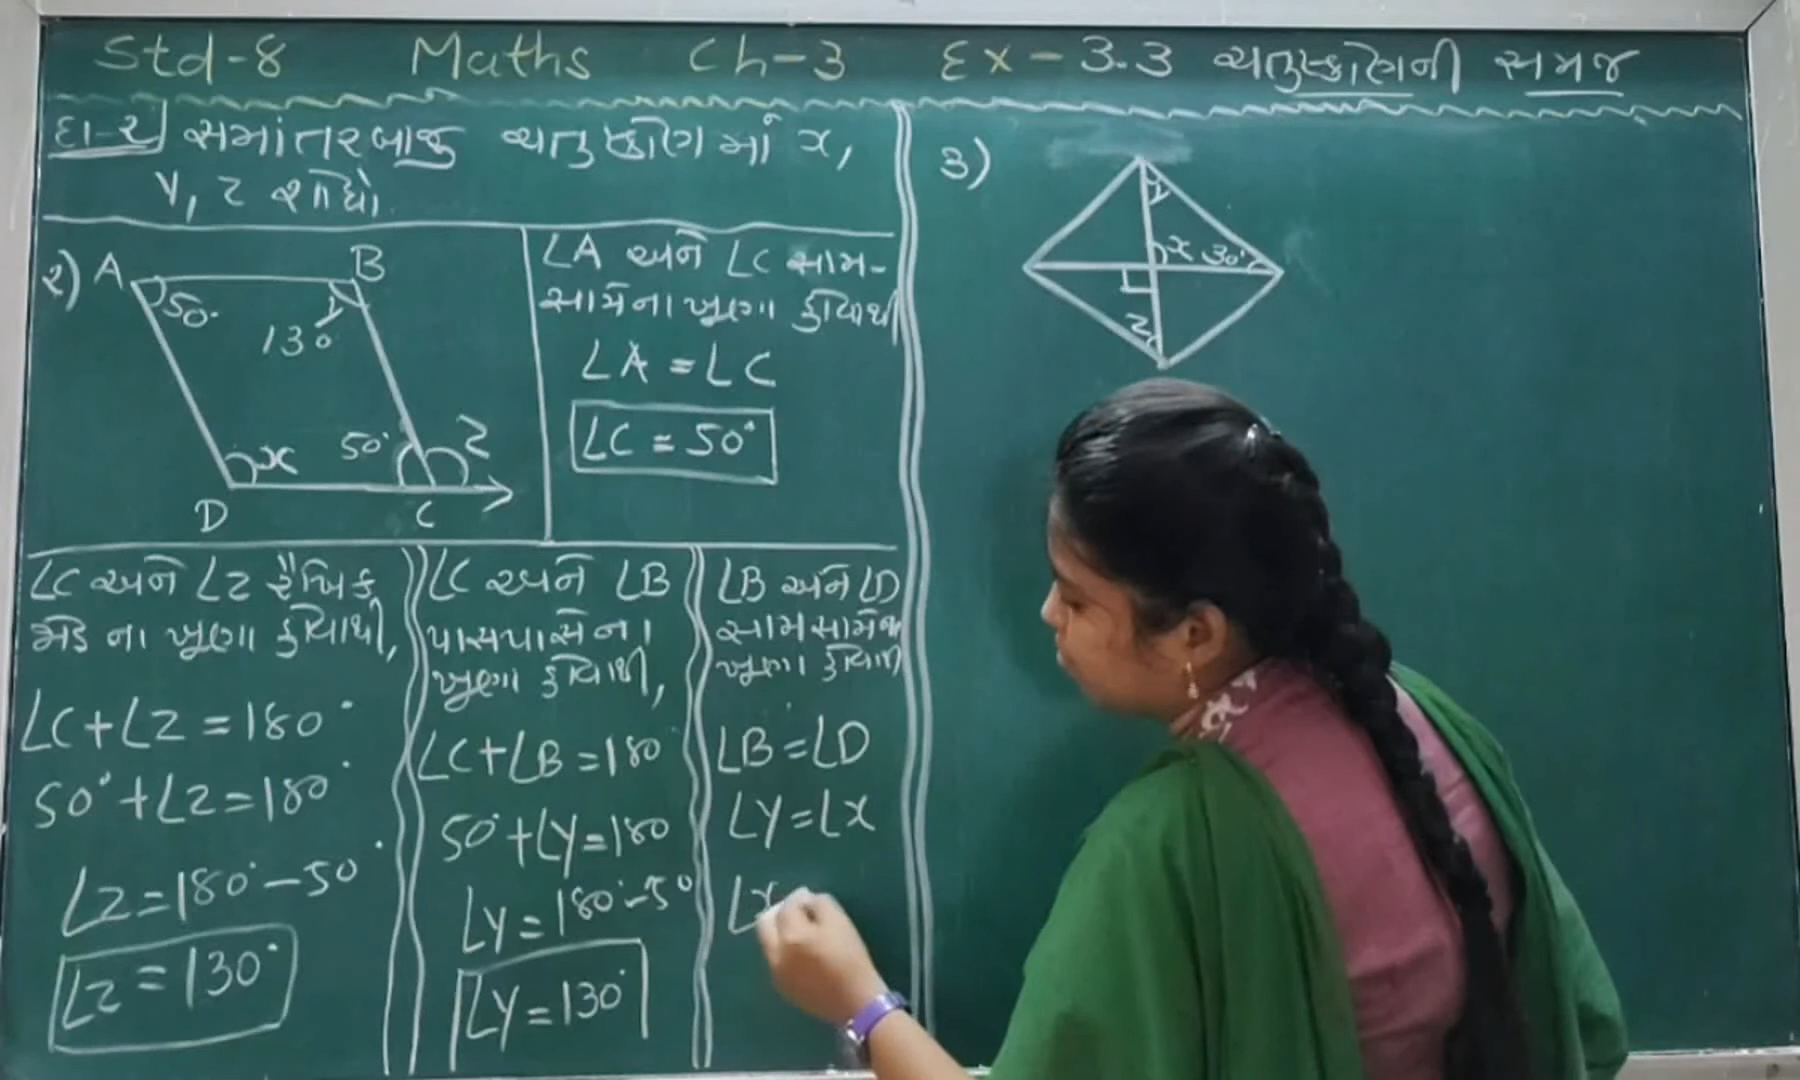 Std-8 Maths Ch-3 Ex-3.3 ચતુષ્કોણની સમજ
દા-૨ સમાંતરબાજુ ચતુષ્કોણ માં x,
y, z શોધો.
૨)
A
B
50°
y
130°
x
50°
z
D
C
∠A અને ∠C સામ-
સામેના ખુણા હોવાથી
∠A = ∠C
∠C = 50°
∠C અને ∠z રૈખિક
જોડ ના ખુણા હોવાથી,
∠C+∠z = 180°
50°+∠z = 180°
∠z = 180° - 50°
∠z = 130°
∠C અને ∠B
પાસપાસે ના
ખુણા હોવાથી,
∠C+∠B = 180°
50°+∠y = 180
∠y = 180° - 50
∠y = 130°
∠B અને ∠D
સામસામેના
ખુણા હોવાથી
∠B = ∠D
∠y = ∠x
∠x
૩)
y
x
30°
z